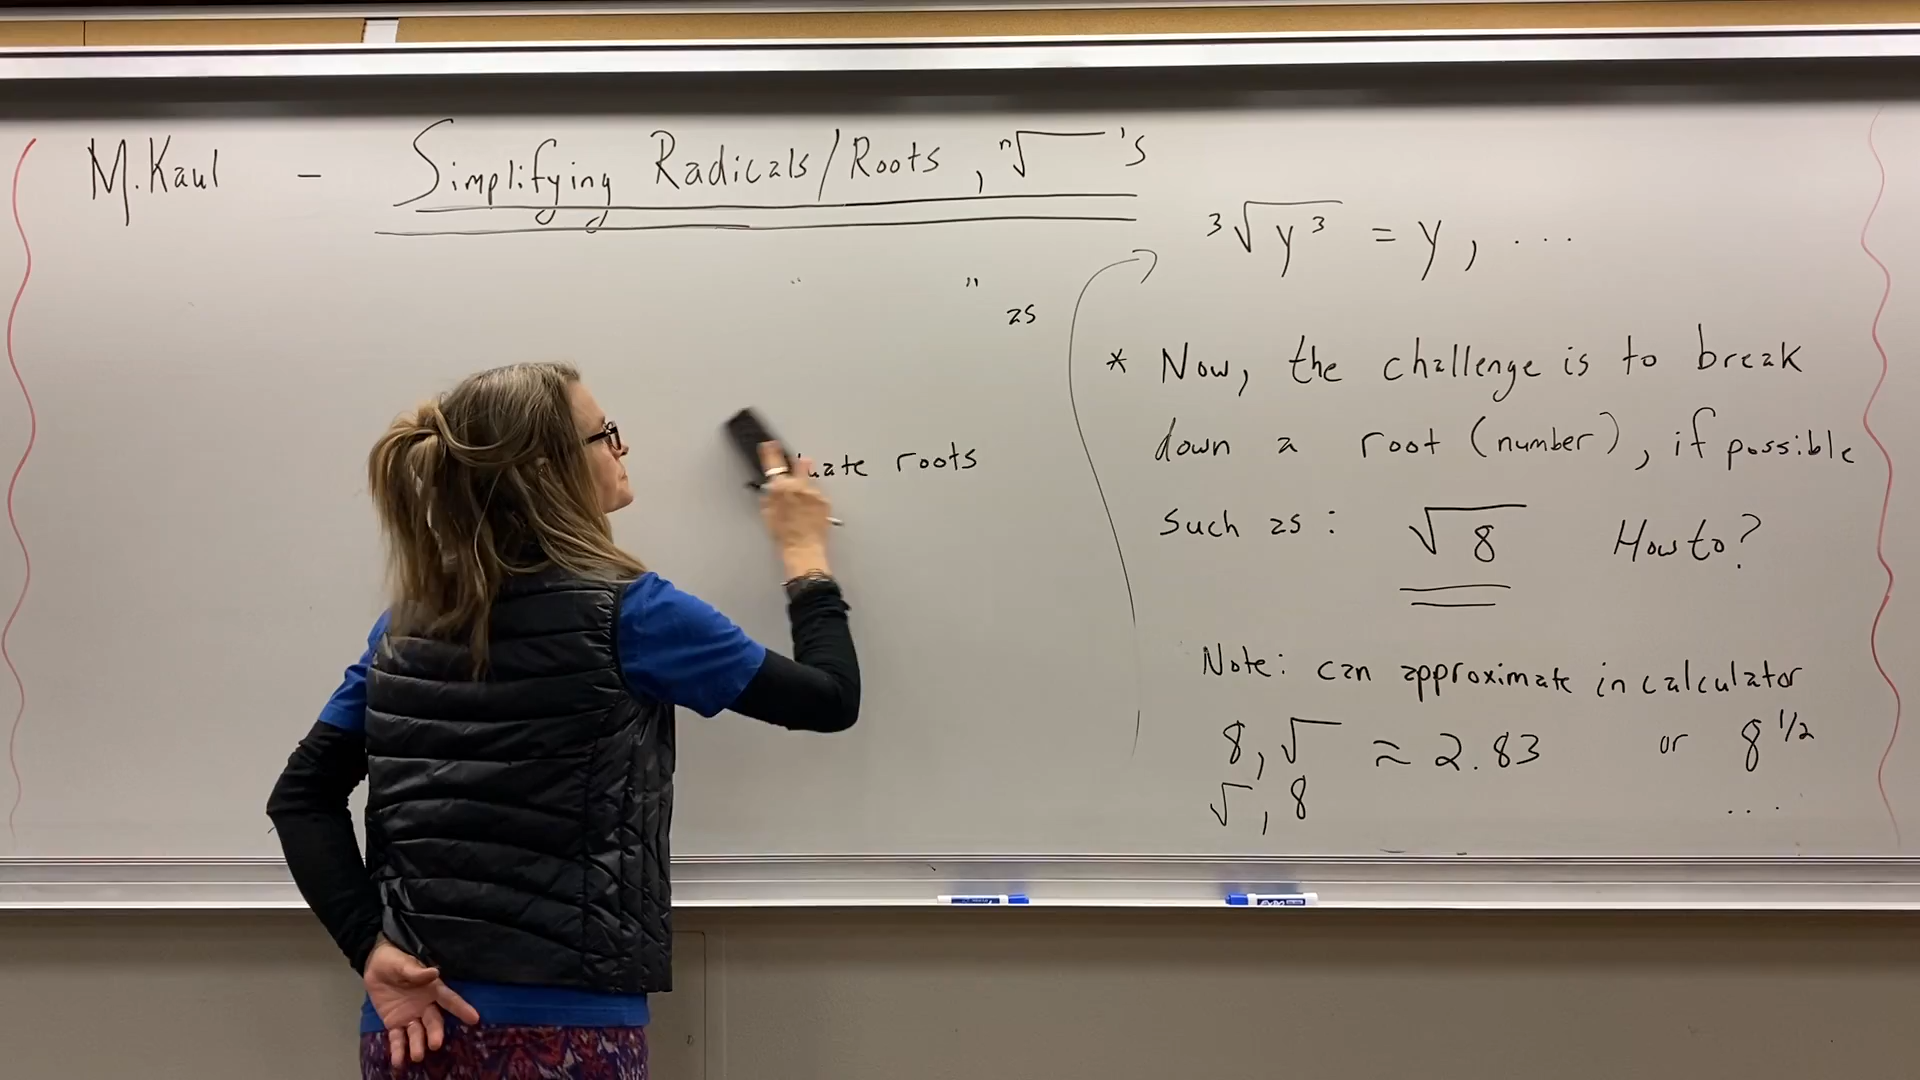 M. Kaul - Simplifying Radicals/Roots, ⁿ√ 's
" "
as
roots
³√y³ = y, ...
* Now, the challenge is to break
down a root (number), if possible
such as: √8 How to?
Note: can approximate in calculator
8, √ ≈ 2.83 or 8^1/2
√, 8 ...